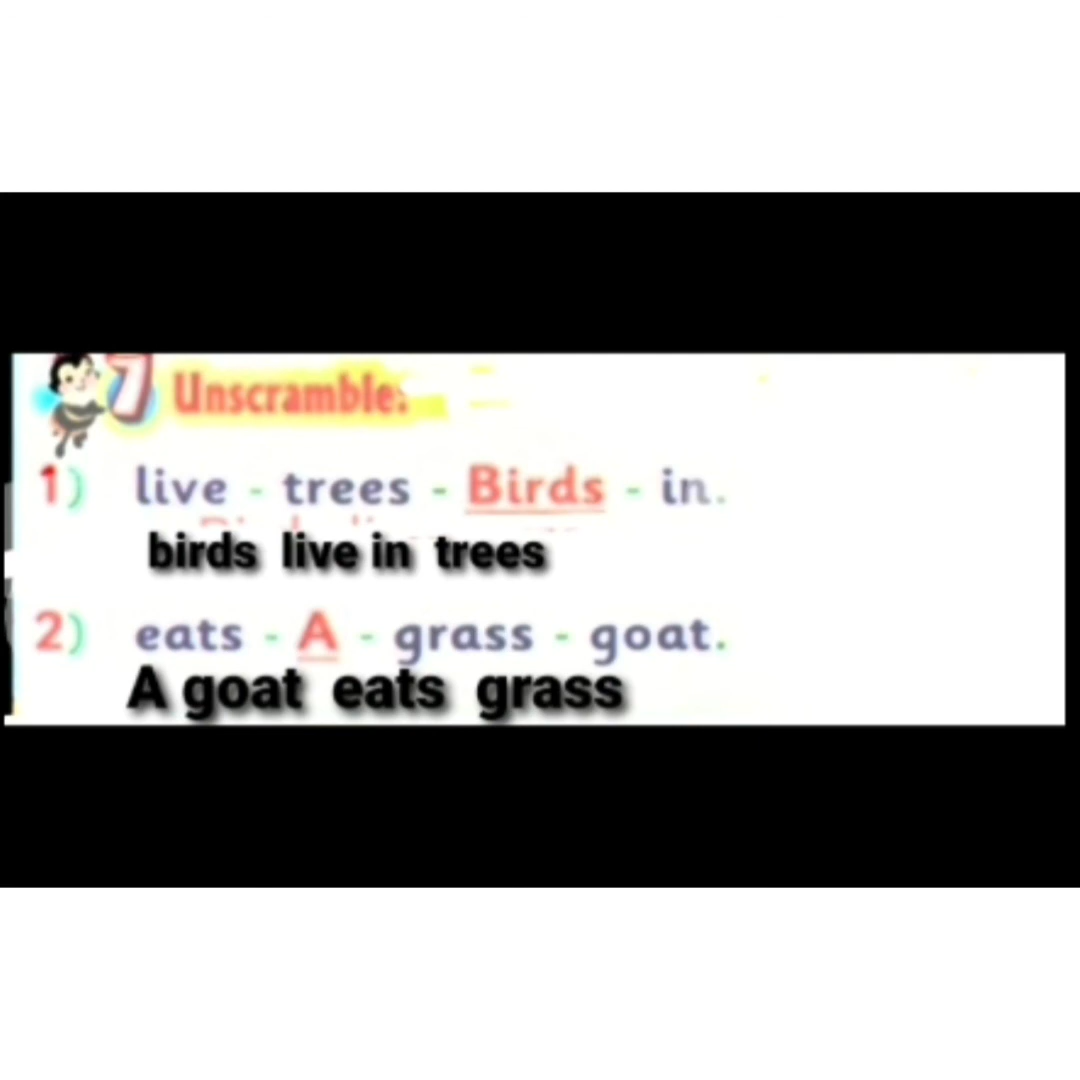 7 Unscramble:
1) live - trees - Birds - in.
birds live in trees
2) eats - A - grass - goat.
A goat eats grass